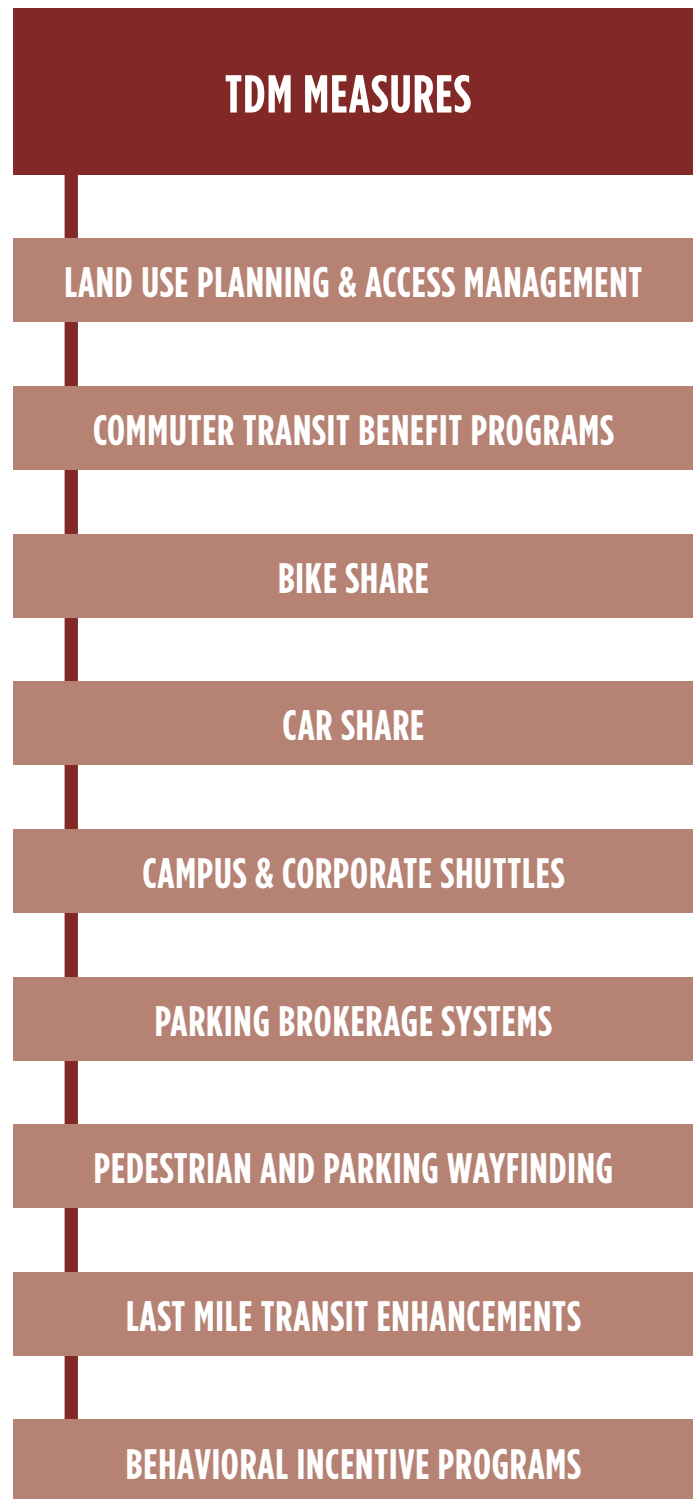 TDM MEASURES
LAND USE PLANNING & ACCESS MANAGEMENT
COMMUTER TRANSIT BENEFIT PROGRAMS
BIKE SHARE
CAR SHARE
CAMPUS & CORPORATE SHUTTLES
PARKING BROKERAGE SYSTEMS
PEDESTRIAN AND PARKING WAYFINDING
LAST MILE TRANSIT ENHANCEMENTS
BEHAVIORAL INCENTIVE PROGRAMS